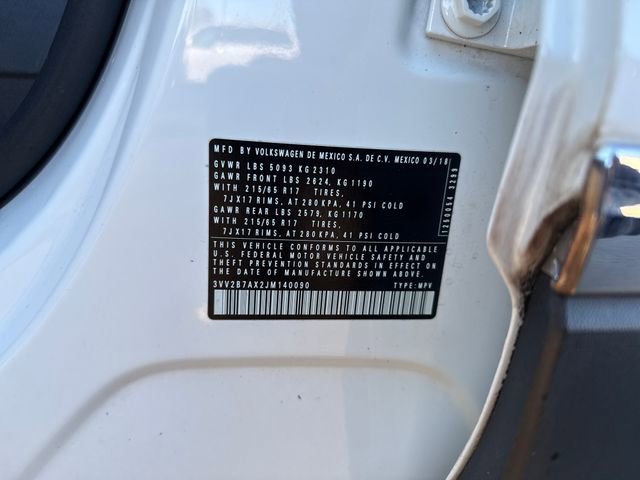 MFD BY VOLKSWAGEN DE MEXICO S.A. DE C.V. MEXICO 03/18
GVWR LBS 5093 KG2310
GAWR FRONT LBS 2624, KG1190
WITH 215/65 R17 TIRES,
7JX17 RIMS, AT 280KPA, 41 PSI COLD
GAWR REAR LBS 2579, KG1170
WITH 215/65 R17 TIRES,
7JX17 RIMS, AT 280KPA, 41 PSI COLD
THIS VEHICLE CONFORMS TO ALL APPLICABLE
U.S. FEDERAL MOTOR VEHICLE SAFETY AND
THEFT PREVENTION STANDARDS IN EFFECT ON
THE DATE OF MANUFACTURE SHOWN ABOVE.
3VV2B7AX2JM140090 TYPE:MPV
1250054 3299